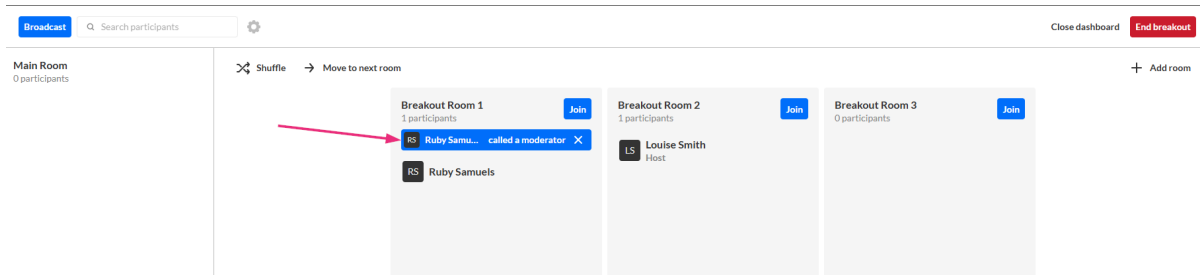 Broadcast
Search participants
Close dashboard
End breakout
Main Room
0 participants
Shuffle
Move to next room
Add room
Breakout Room 1
1 participants
Join
RS Ruby Samu... called a moderator
RS Ruby Samuels
Breakout Room 2
1 participants
Join
LS Louise Smith
Host
Breakout Room 3
0 participants
Join